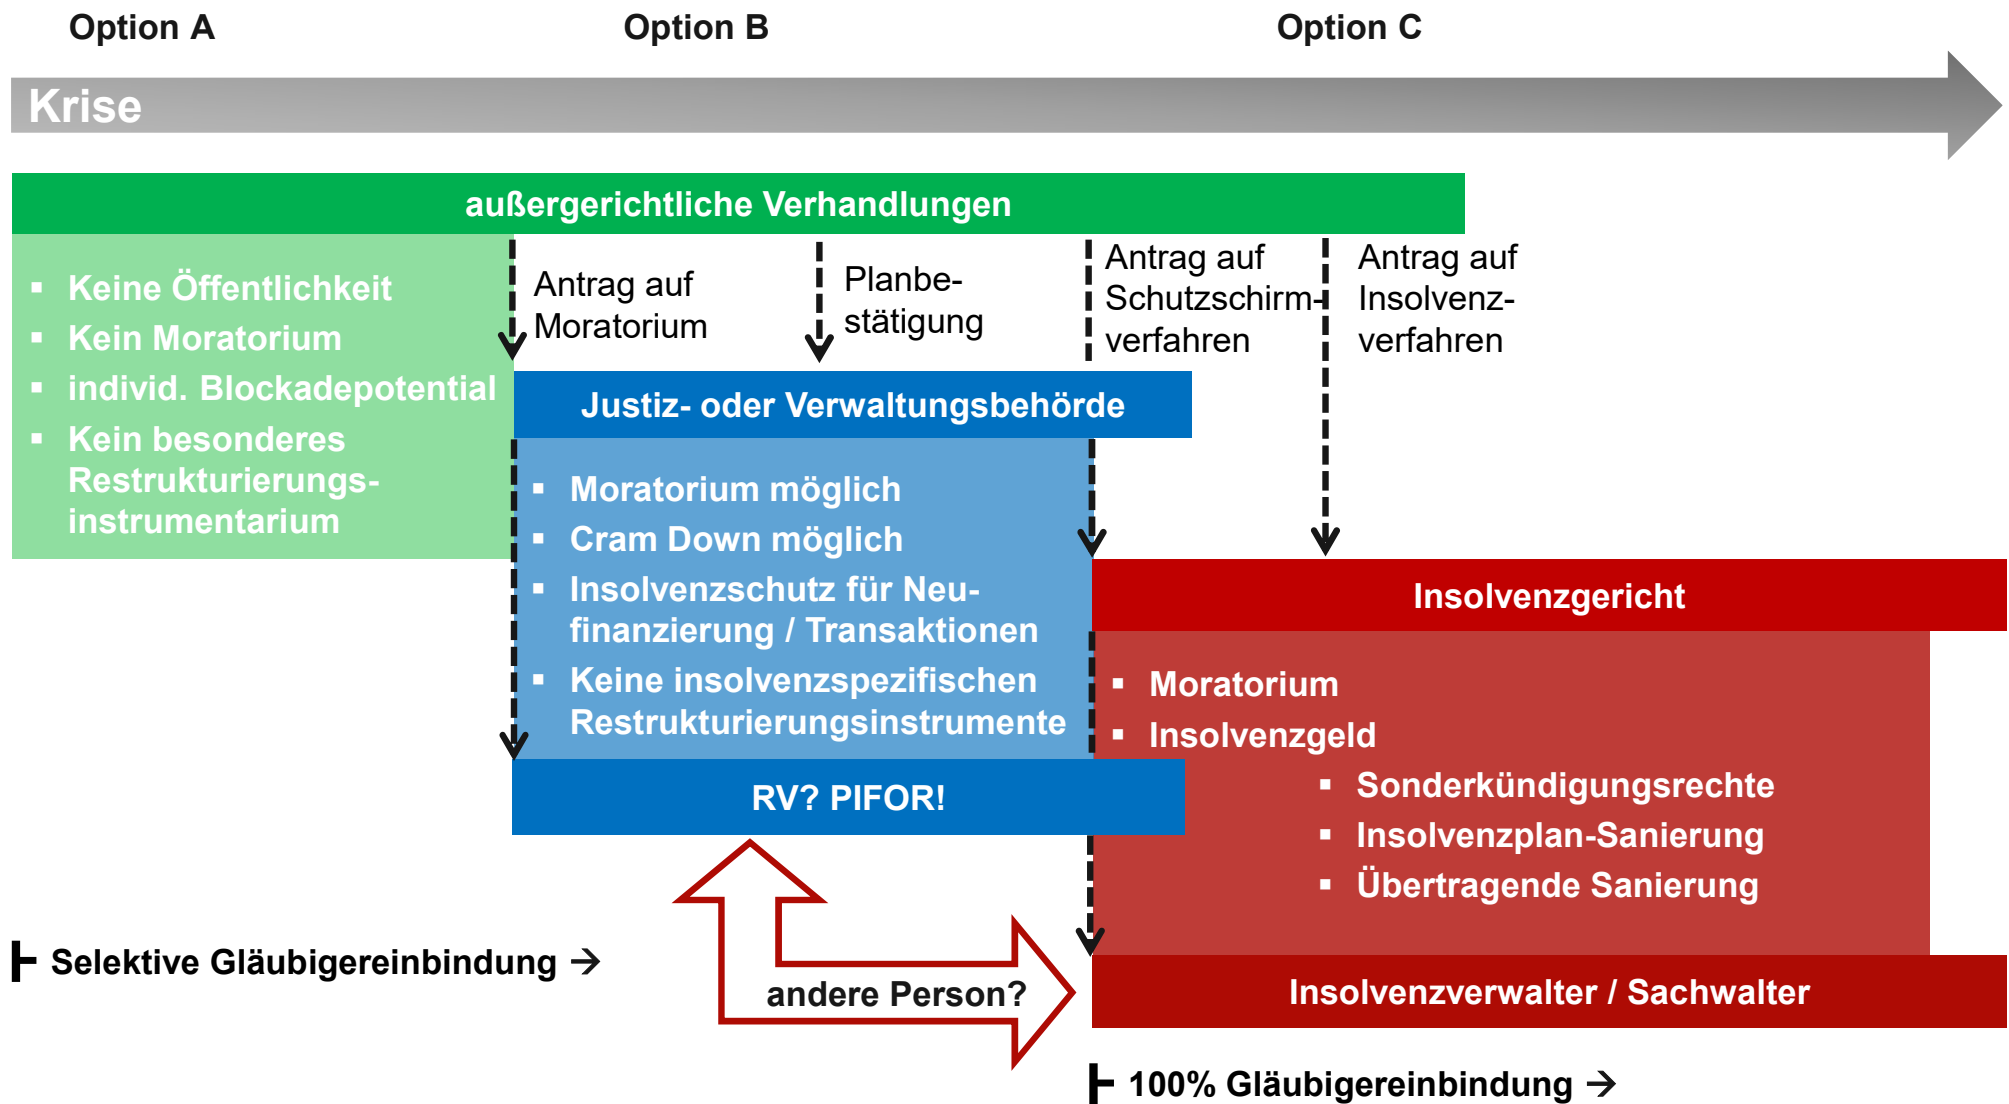 Option A
Option B
Option C
Krise
außergerichtliche Verhandlungen
▪ Keine Öffentlichkeit
▪ Kein Moratorium
▪ individ. Blockadepotential
▪ Kein besonderes
Restrukturierungs-
instrumentarium
Antrag auf
Moratorium
Planbe-
stätigung
Antrag auf
Schutzschirm-
verfahren
Antrag auf
Insolvenz-
verfahren
Justiz- oder Verwaltungsbehörde
▪ Moratorium möglich
▪ Cram Down möglich
▪ Insolvenzschutz für Neu-
finanzierung / Transaktionen
▪ Keine insolvenzspezifischen
Restrukturierungsinstrumente
RV? PIFOR!
Insolvenzgericht
▪ Moratorium
▪ Insolvenzgeld
▪ Sonderkündigungsrechte
▪ Insolvenzplan-Sanierung
▪ Übertragende Sanierung
Selektive Gläubigereinbindung →
andere Person?
Insolvenzverwalter / Sachwalter
100% Gläubigereinbindung →